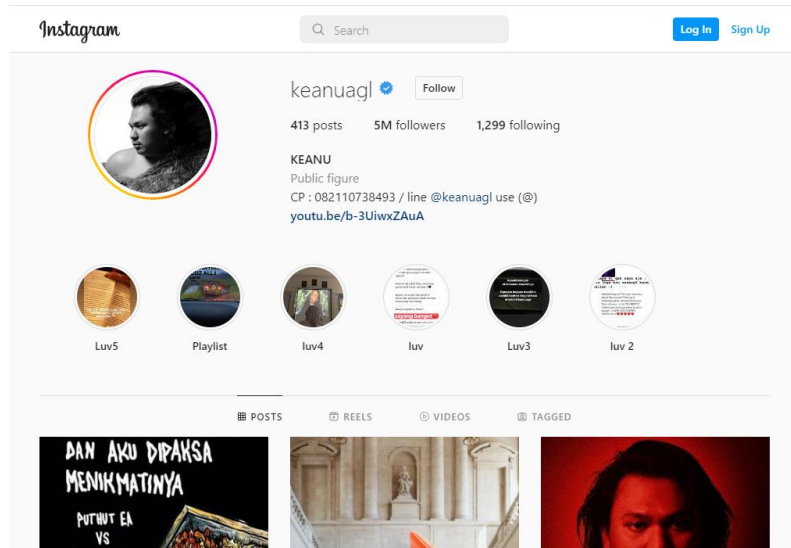 Instagram
Search
Log In
Sign Up
keanuagl
Follow
413 posts 5M followers 1,299 following
KEANU
Public figure
CP : 082110738493 / line @keanuagl use (@)
youtu.be/b-3UiwxZAuA
Luv5
Playlist
luv4
luv
Luv3
luv 2
POSTS
REELS
VIDEOS
TAGGED
DAN AKU DIPAKSA
MENIKMATINYA
PUTHUT EA
VS